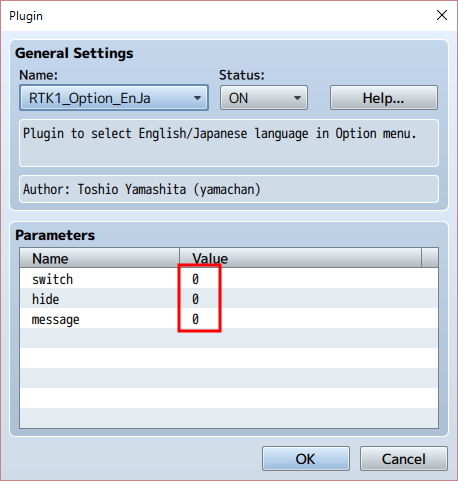 Plugin
General Settings
Name: Status:
RTK1_Option_EnJa ON Help...
Plugin to select English/Japanese language in Option menu.
Author: Toshio Yamashita (yamachan)
Parameters
Name Value
switch 0
hide 0
message 0
OK Cancel